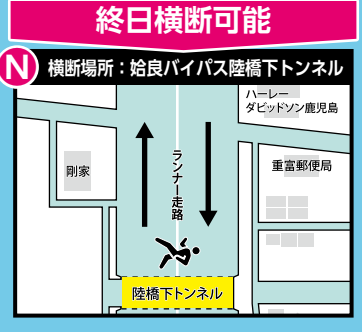 終日横断可能
N 横断場所：姶良バイパス陸橋下トンネル
ハーレー
ダビッドソン鹿児島
剛家
ランナー走路
重富郵便局
陸橋下トンネル